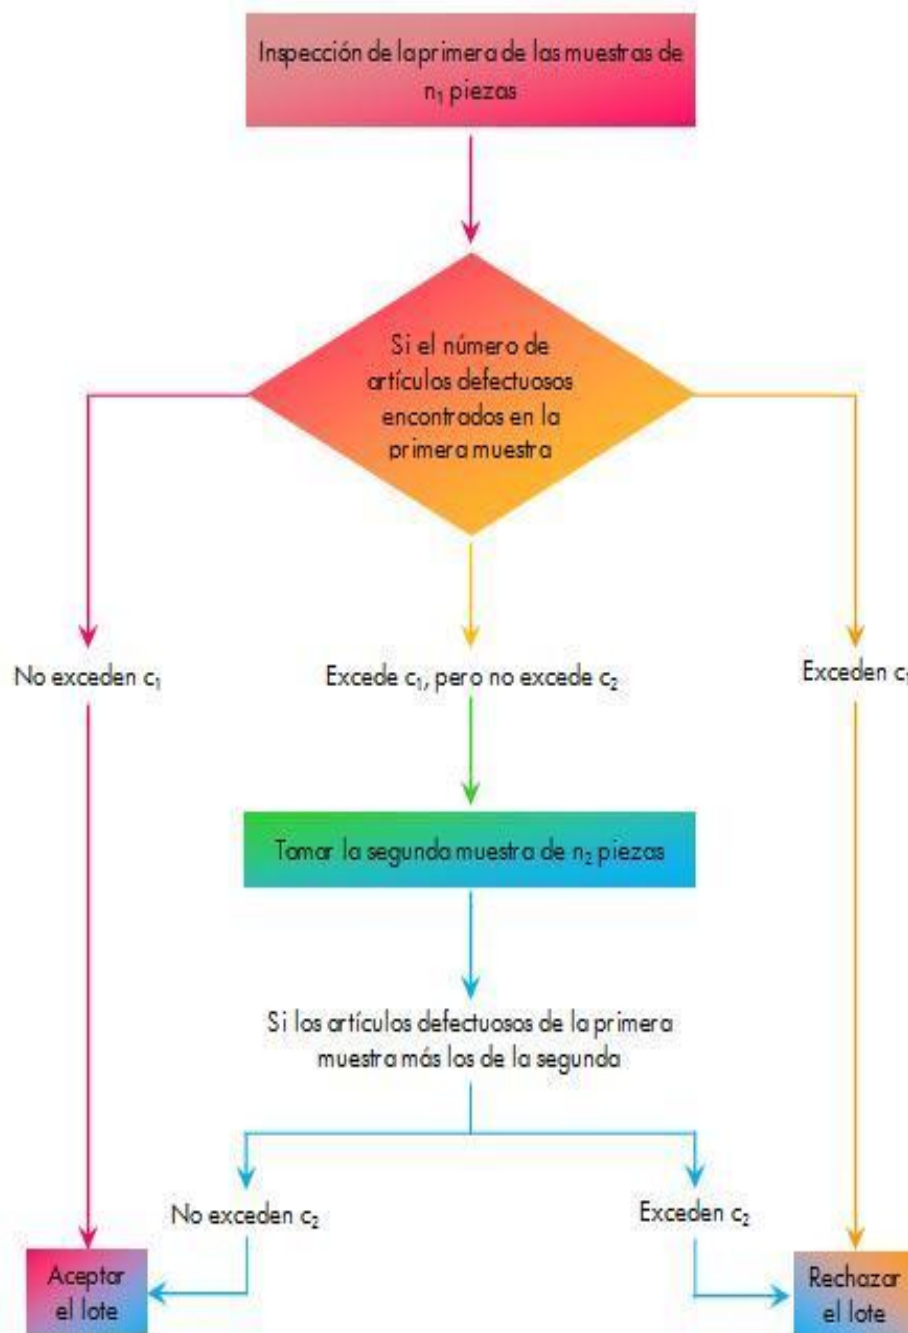 Inspección de la primera de las muestras de
n₁ piezas
Si el número de
artículos defectuosos
encontrados en la
primera muestra
No exceden c₁
Excede c₁, pero no excede c₂
Exceden c₁
Tomar la segunda muestra de n₂ piezas
Si los artículos defectuosos de la primera
muestra más los de la segunda
No exceden c₂
Exceden c₂
Aceptar
el lote
Rechazar
el lote